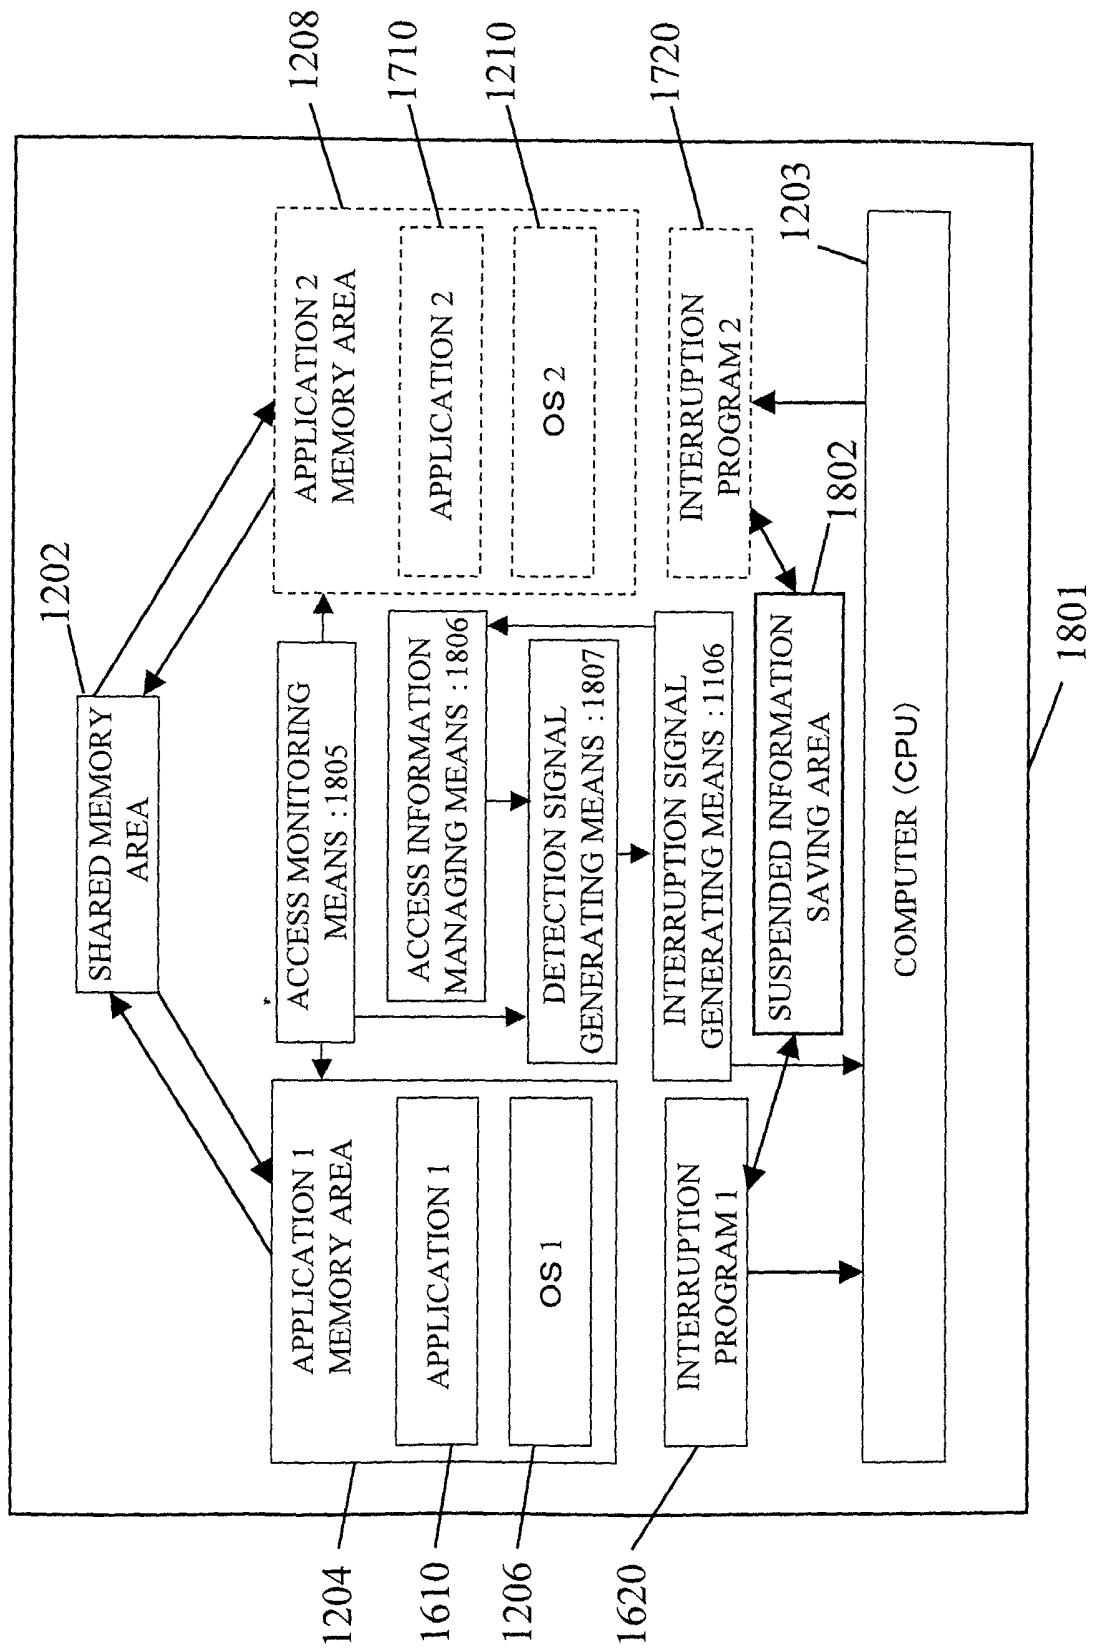 1202
SHARED MEMORY
AREA
1204
APPLICATION 1
MEMORY AREA
1610
APPLICATION 1
1206
OS 1
ACCESS MONITORING
MEANS : 1805
ACCESS INFORMATION
MANAGING MEANS : 1806
DETECTION SIGNAL
GENERATING MEANS : 1807
1208
APPLICATION 2
MEMORY AREA
1710
APPLICATION 2
1210
OS 2
1620
INTERRUPTION
PROGRAM 1
INTERRUPTION SIGNAL
GENERATING MEANS : 1106
1720
INTERRUPTION
PROGRAM 2
SUSPENDED INFORMATION
SAVING AREA
1802
1203
COMPUTER (CPU)
1801